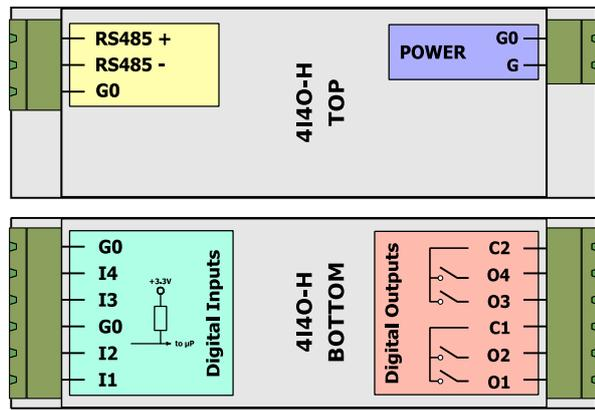 RS485 +
RS485 -
G0
4I4O-H
TOP
POWER
G0
G
G0
I4
I3
G0
I2
I1
+3.3V
to µP
Digital Inputs
4I4O-H
BOTTOM
Digital Outputs
C2
O4
O3
C1
O2
O1